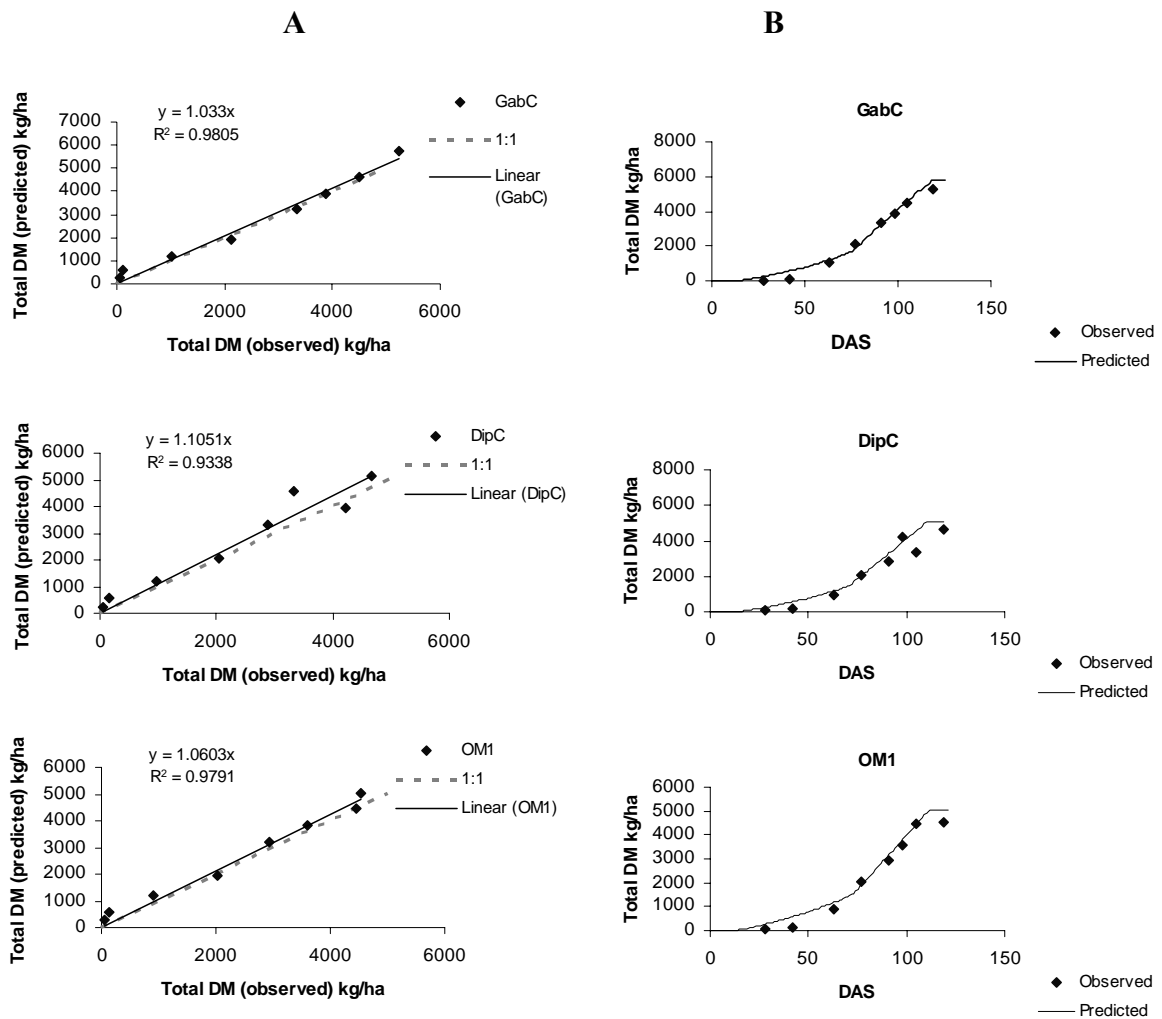 A
B
y = 1.033x
R² = 0.9805
GabC
1:1
Linear
(GabC)
Total DM (predicted) kg/ha
7000
6000
5000
4000
3000
2000
1000
0
0 2000 4000 6000
Total DM (observed) kg/ha
GabC
Total DM kg/ha
8000
6000
4000
2000
0
0 50 100 150
DAS
Observed
Predicted
y = 1.1051x
R² = 0.9338
DipC
1:1
Linear (DipC)
Total DM (predicted) kg/ha
6000
5000
4000
3000
2000
1000
0
0 2000 4000 6000
Total DM (observed) kg/ha
DipC
Total DM kg/ha
8000
6000
4000
2000
0
0 50 100 150
DAS
Observed
Predicted
y = 1.0603x
R² = 0.9791
OM1
1:1
Linear (OM1)
Total DM (predicted) kg/ha
6000
5000
4000
3000
2000
1000
0
0 2000 4000 6000
Total DM (observed) kg/ha
OM1
Total DM kg/ha
6000
5000
4000
3000
2000
1000
0
0 50 100 150
DAS
Observed
Predicted